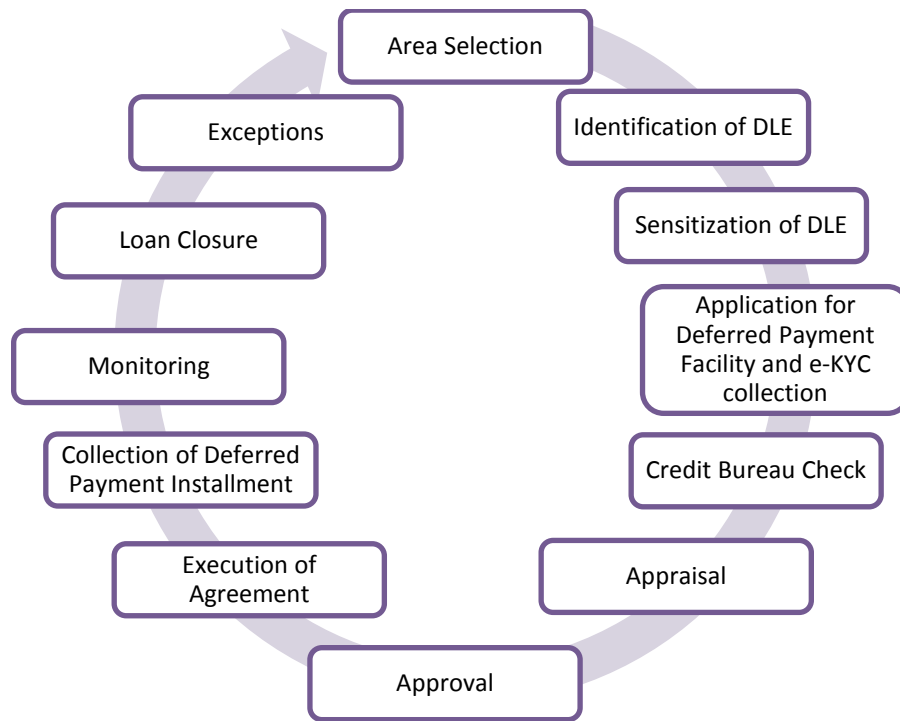 Area Selection
Identification of DLE
Sensitization of DLE
Application for
Deferred Payment
Facility and e-KYC
collection
Credit Bureau Check
Appraisal
Approval
Execution of
Agreement
Collection of Deferred
Payment Installment
Monitoring
Loan Closure
Exceptions